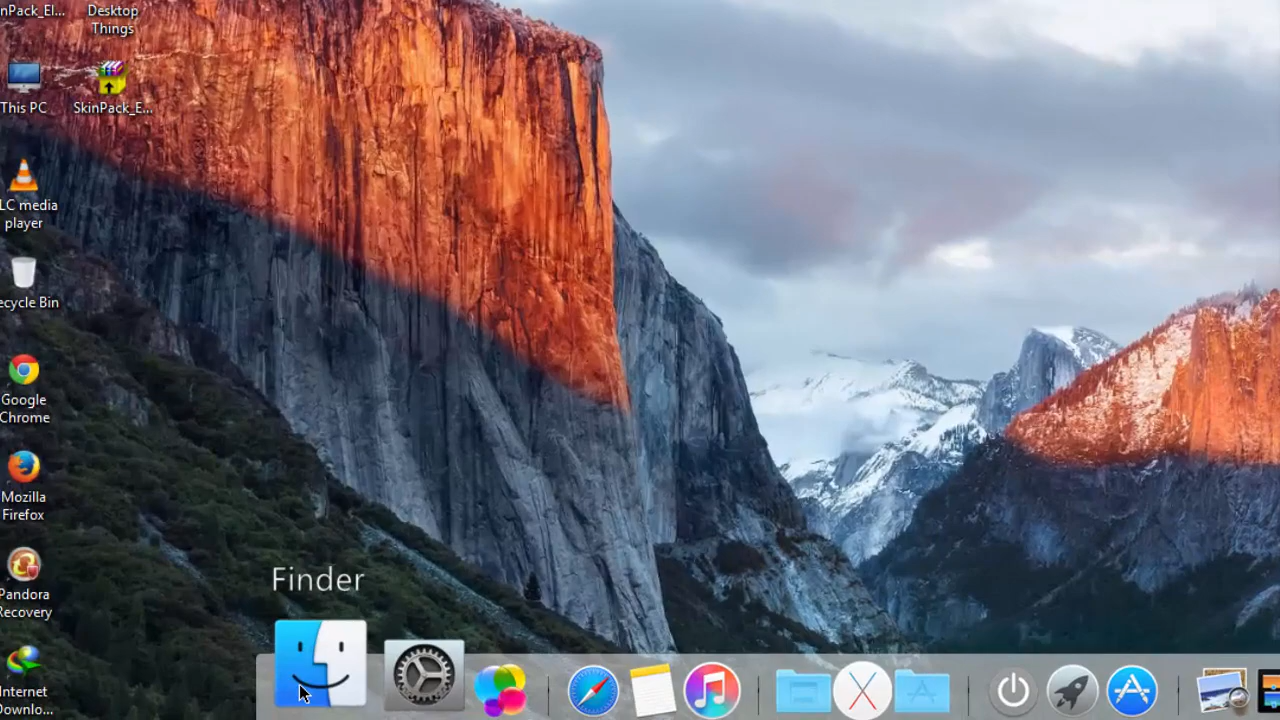 nPack_El...
Desktop
Things
This PC
SkinPack_E...
LC media
player
ecycle Bin
Google
Chrome
Mozilla
Firefox
Pandora
Recovery
Internet
Downlo...
Finder